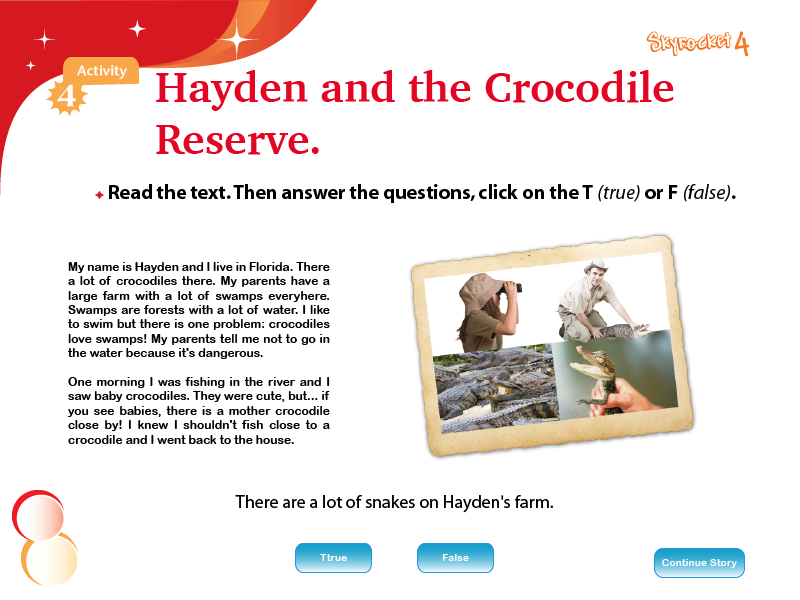 Skyrocket 4
Activity
4
Hayden and the Crocodile
Reserve.
Read the text. Then answer the questions, click on the T (true) or F (false).
My name is Hayden and I live in Florida. There
a lot of crocodiles there. My parents have a
large farm with a lot of swamps everyhere.
Swamps are forests with a lot of water. I like
to swim but there is one problem: crocodiles
love swamps! My parents tell me not to go in
the water because it's dangerous.
One morning I was fishing in the river and I
saw baby crocodiles. They were cute, but... if
you see babies, there is a mother crocodile
close by! I knew I shouldn't fish close to a
crocodile and I went back to the house.
There are a lot of snakes on Hayden's farm.
Ttrue
False
Continue Story